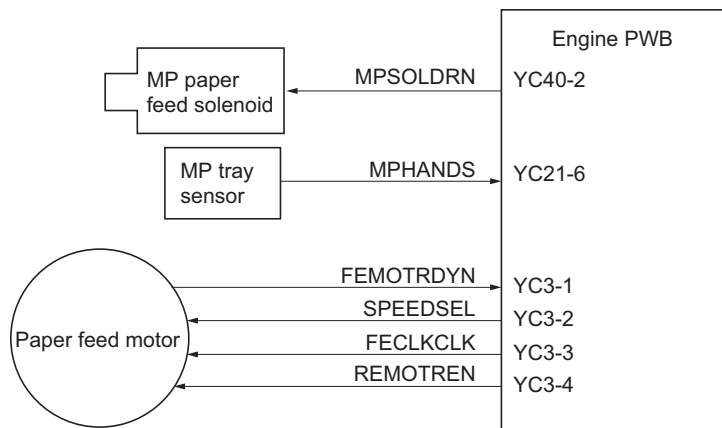 Engine PWB
MP paper
feed solenoid
MPSOLDRN
YC40-2
MP tray
sensor
MPHANDS
YC21-6
Paper feed motor
FEMOTRDYN
YC3-1
SPEEDSEL
YC3-2
FECLKCLK
YC3-3
REMOTREN
YC3-4